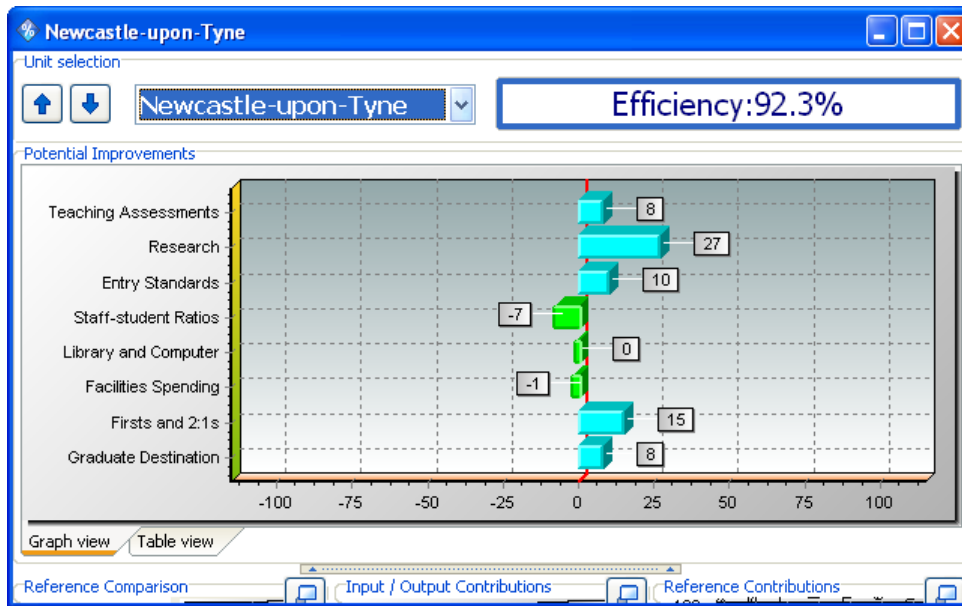 Newcastle-upon-Tyne
Unit selection
Newcastle-upon-Tyne
Efficiency:92.3%
Potential Improvements
Teaching Assessments 8
Research 27
Entry Standards 10
Staff-student Ratios -7
Library and Computer 0
Facilities Spending -1
Firsts and 2:1s 15
Graduate Destination 8
-100 -75 -50 -25 0 25 50 75 100
Graph view Table view
Reference Comparison Input / Output Contributions Reference Contributions